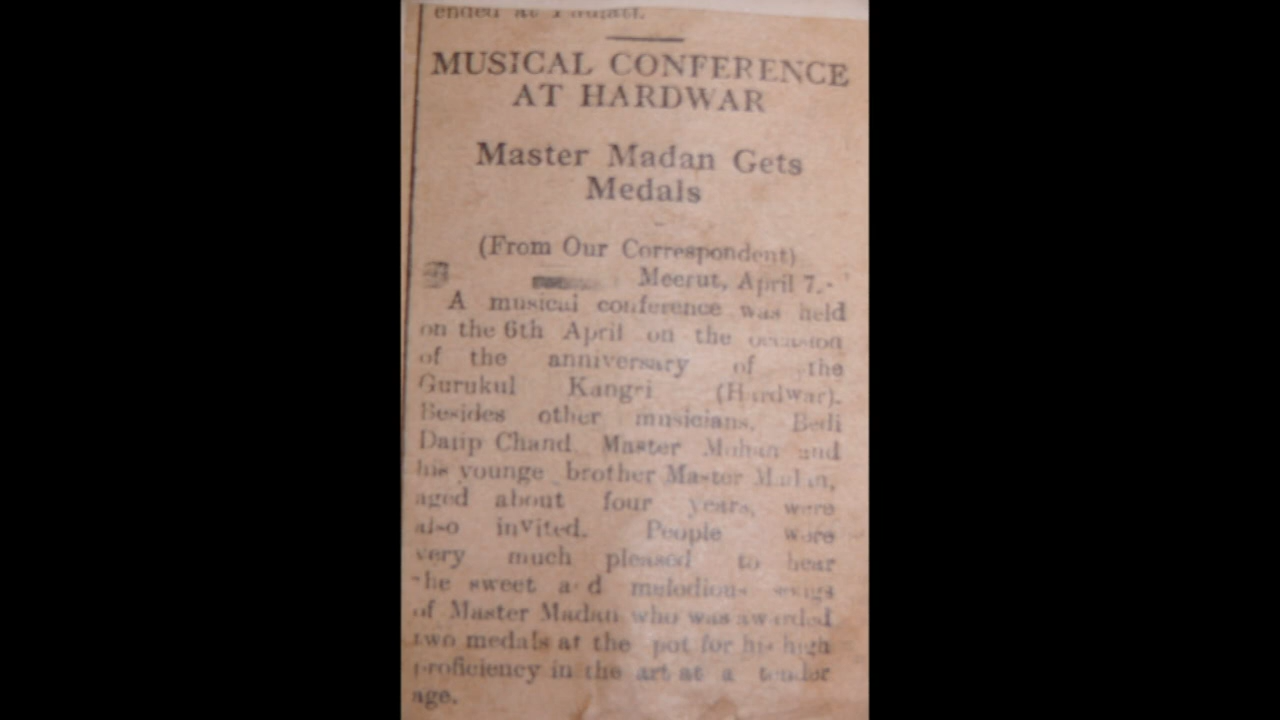 ended at
MUSICAL CONFERENCE
AT HARDWAR
Master Madan Gets
Medals
(From Our Correspondent)
Meerut, April 7.-
A musical conference was held
on the 6th April on the occasion
of the anniversary of the
Gurukul Kangri (Hardwar).
Besides other musicians, Bedi
Chand Master Mohan and
his younge brother Master Madan,
aged about four years, were
also invited. People were
very much pleased to hear
the sweet a d melodious songs
of Master Madan who was awarded
two medals at the pot for his high
proficiency in the art at a tender
age.